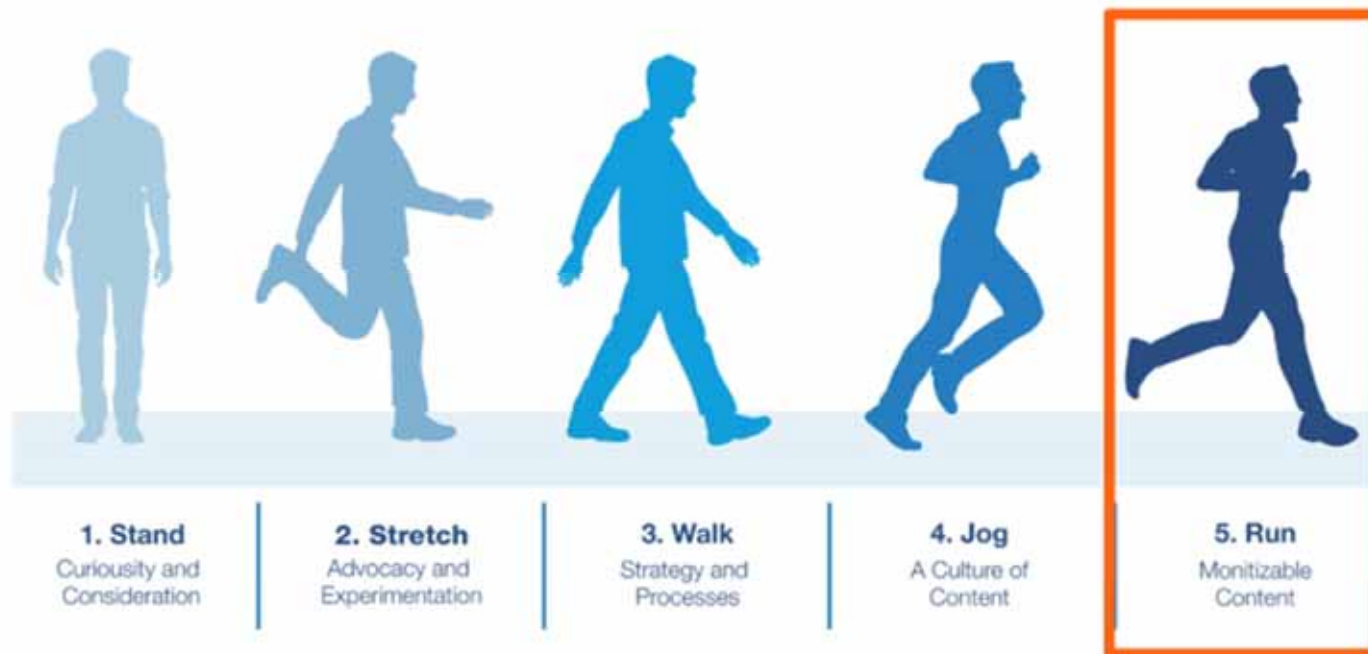 1. Stand
Curiousity and
Consideration
2. Stretch
Advocacy and
Experimentation
3. Walk
Strategy and
Processes
4. Jog
A Culture of
Content
5. Run
Monitizable
Content